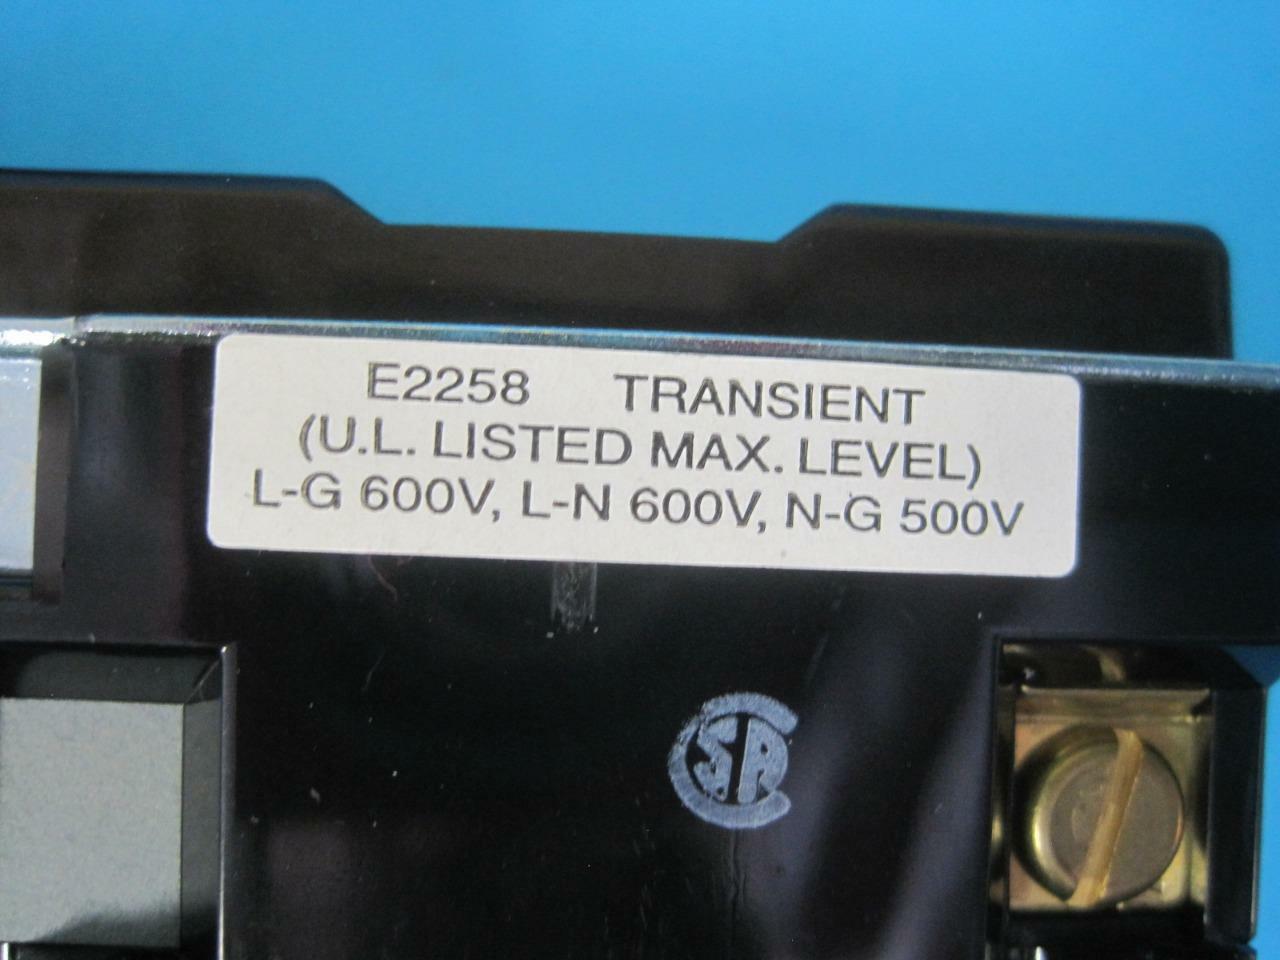 E2258 TRANSIENT
(U.L. LISTED MAX. LEVEL)
L-G 600V, L-N 600V, N-G 500V
SR